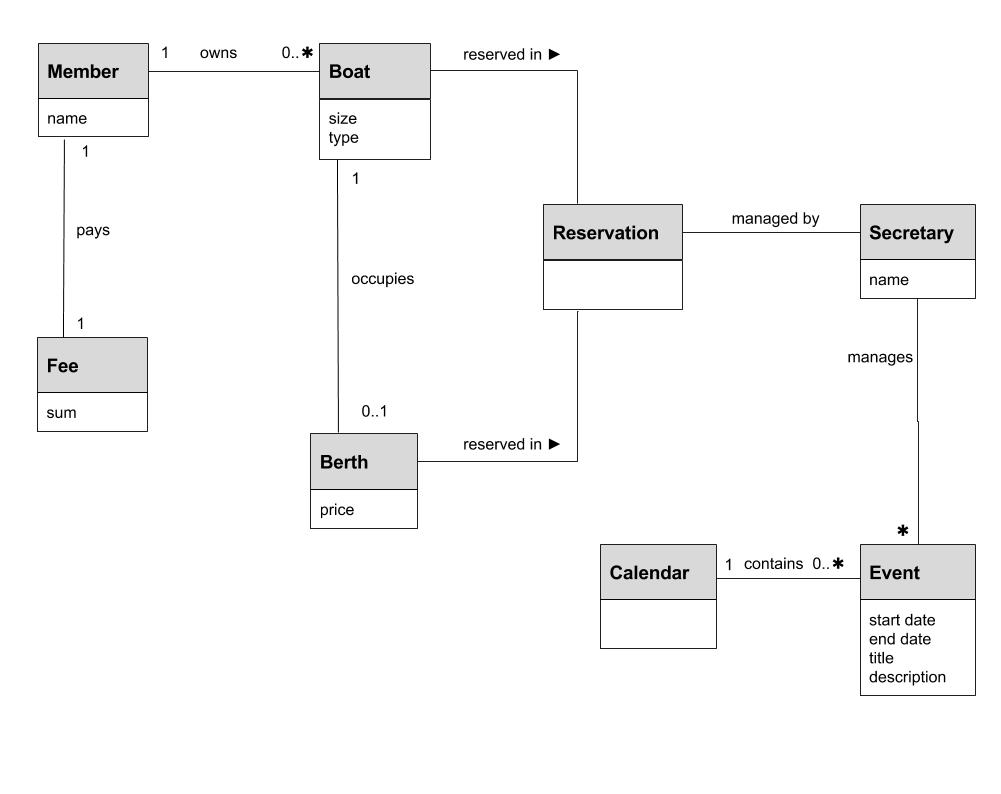 1 owns 0..*
reserved in ►
Member
Boat
name
size
type
1
1
pays
Reservation
managed by
Secretary
name
occupies
manages
1
Fee
sum
0..1
Berth
reserved in ►
price
*
Calendar
1 contains 0..*
Event
start date
end date
title
description